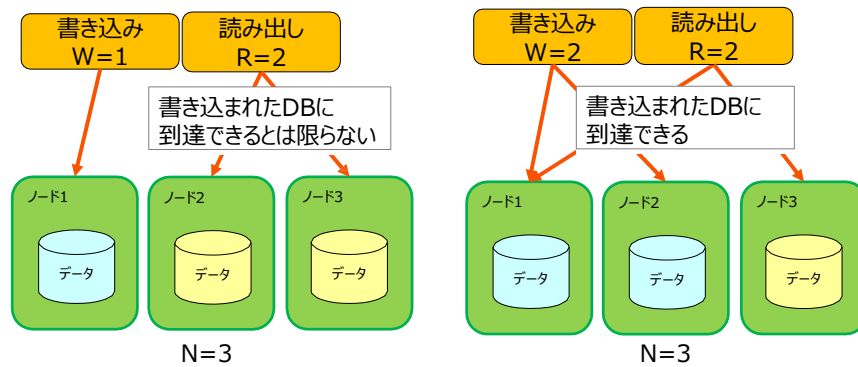 書き込み
W=1
読み出し
R=2
書き込まれたDBに
到達できるとは限らない
ノード1
データ
ノード2
データ
ノード3
データ
N=3
書き込み
W=2
読み出し
R=2
書き込まれたDBに
到達できる
ノード1
データ
ノード2
データ
ノード3
データ
N=3